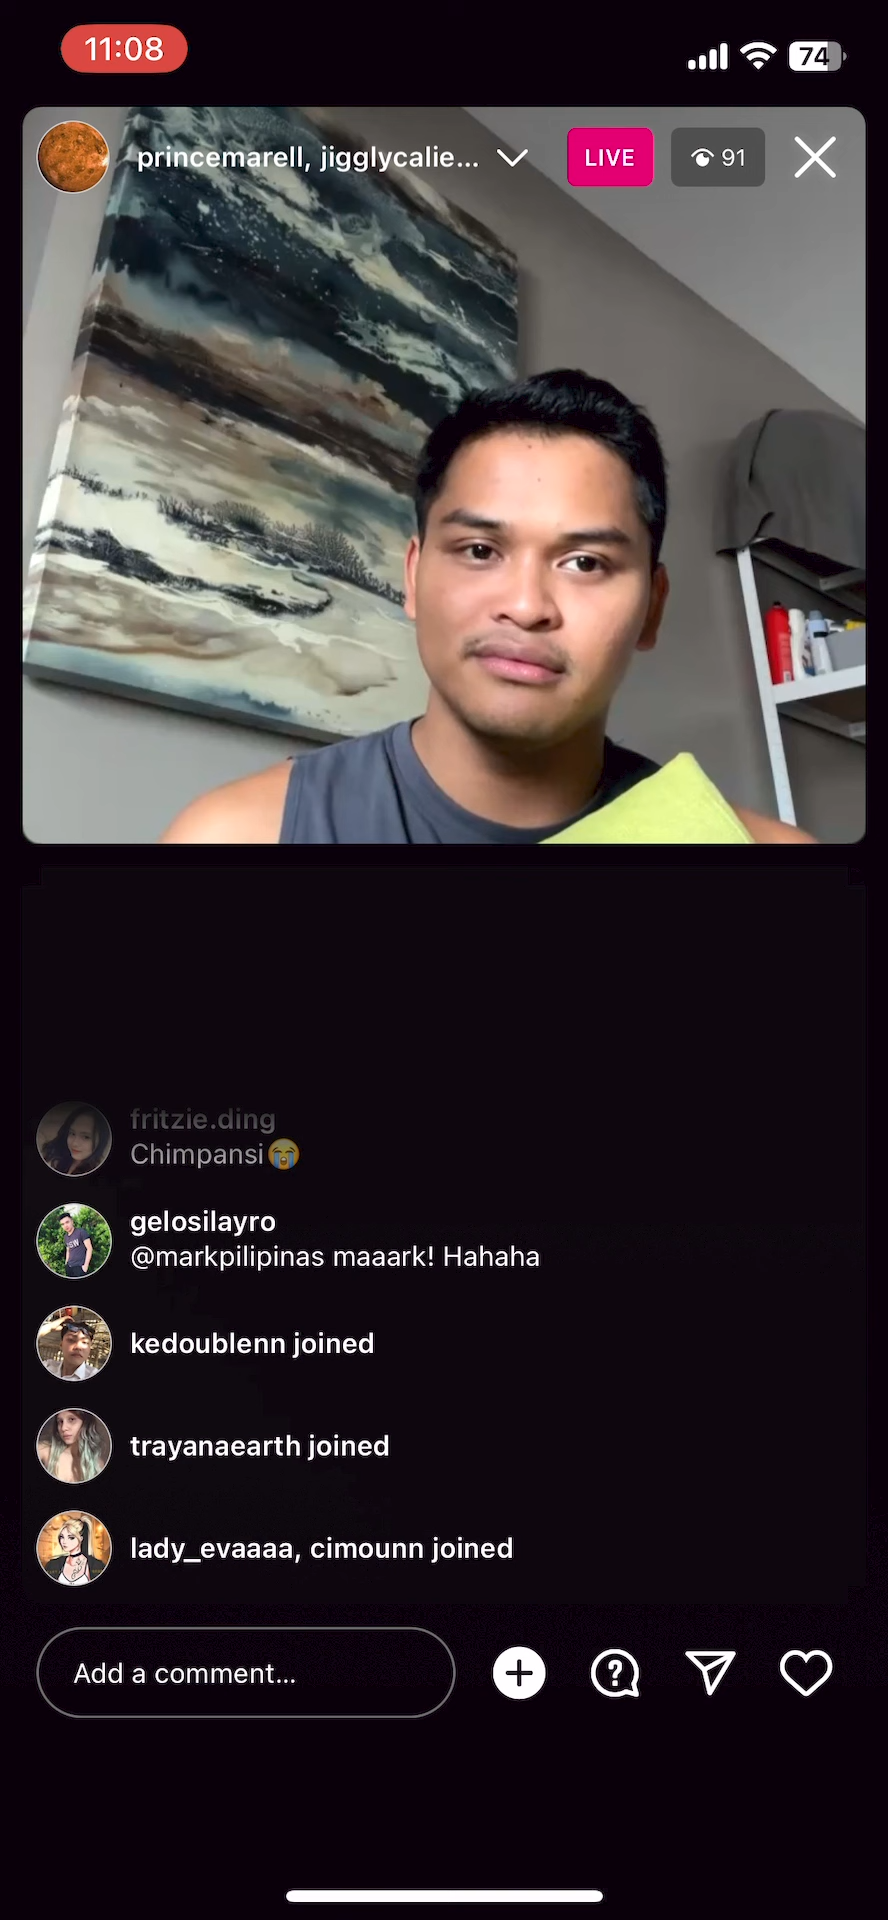 11:08
74
princemarell, jigglycalie...
LIVE
91
fritzie.ding
Chimpansi😭
gelosilayro
@markpilipinas maaark! Hahaha
kedoublenn joined
trayanaearth joined
lady_evaaaa, cimounn joined
Add a comment...